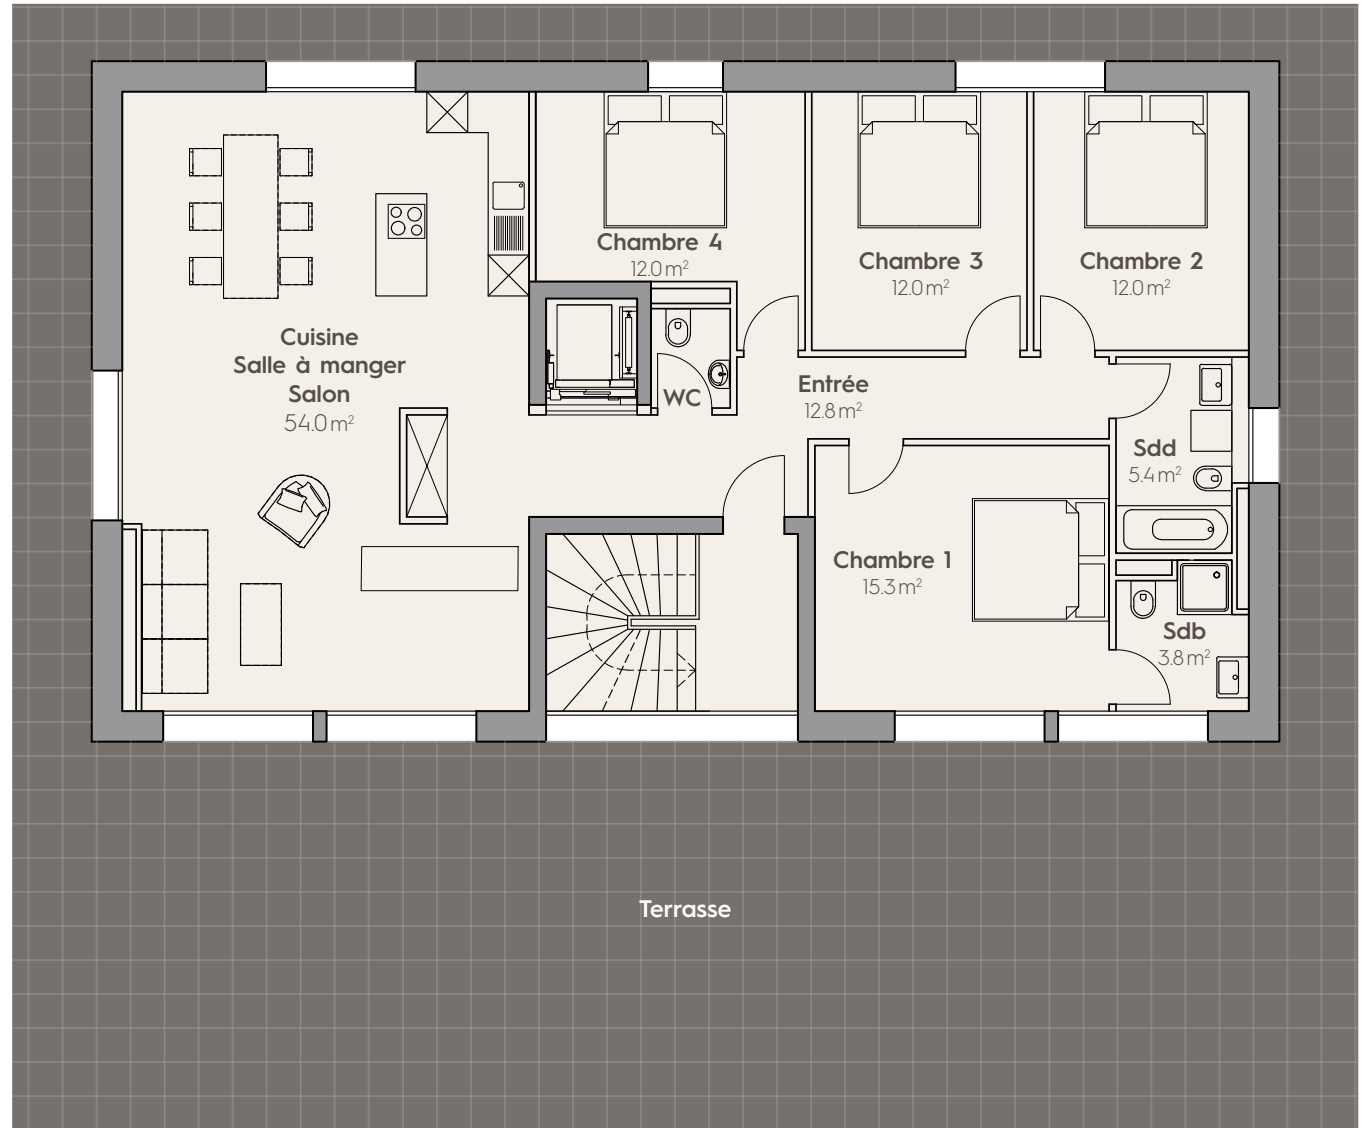 Chambre 4
12.0 m²
Chambre 3
12.0 m²
Chambre 2
12.0 m²
Cuisine
Salle à manger
Salon
54.0 m²
WC
Entrée
12.8 m²
Sdd
5.4 m²
Chambre 1
15.3 m²
Sdb
3.8 m²
Terrasse